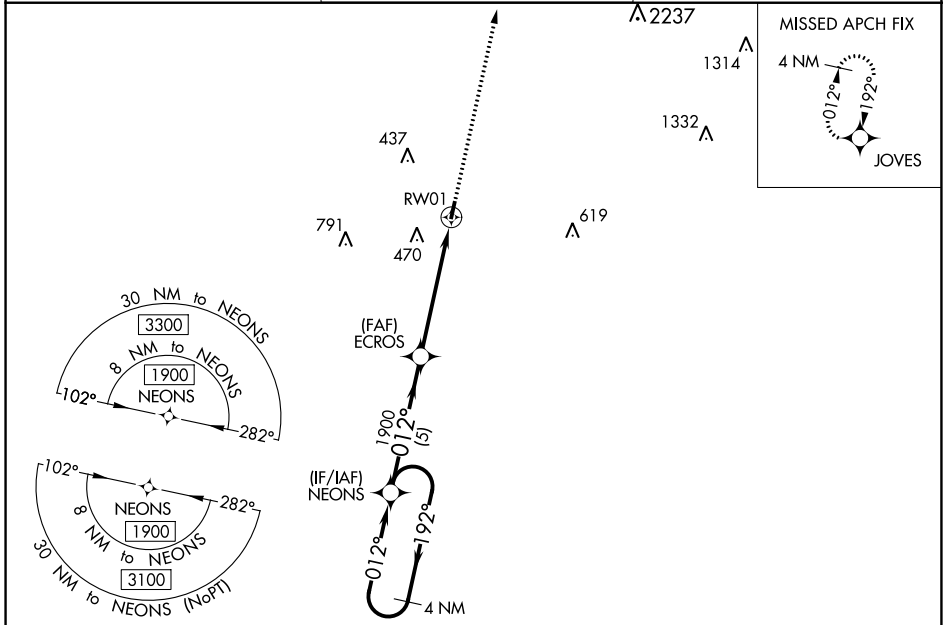 2237
1314
1332
MISSED APCH FIX
4 NM
012°
192°
JOVES
437
RW01
791
470
619
30 NM to NEONS
3300
8 NM to NEONS
1900
NEONS
102°
282°
(FAF)
ECROS
1900
012°
(5)
(IF/IAF)
NEONS
102°
282°
NEONS
1900
8 NM to NEONS
3100
30 NM to NEONS (NoPT)
012°
192°
4 NM